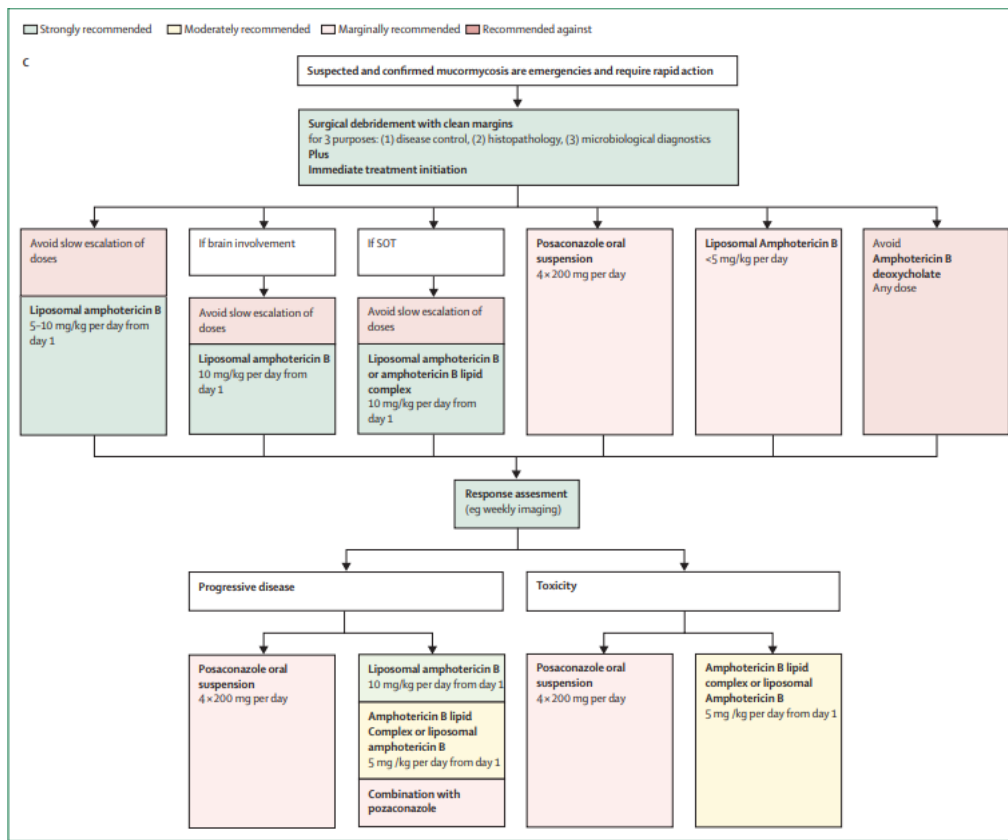 Strongly recommended Moderately recommended Marginally recommended Recommended against
C
Suspected and confirmed mucormycosis are emergencies and require rapid action
Surgical debridement with clean margins
for 3 purposes: (1) disease control, (2) histopathology, (3) microbiological diagnostics
Plus
Immediate treatment initiation
Avoid slow escalation of
doses
Liposomal amphotericin B
5–10 mg/kg per day from
day 1
If brain involvement
Avoid slow escalation of
doses
Liposomal amphotericin B
10 mg/kg per day from
day 1
If SOT
Avoid slow escalation of
doses
Liposomal amphotericin B
or amphotericin B lipid
complex
10 mg/kg per day from
day 1
Posaconazole oral
suspension
4 × 200 mg per day
Liposomal Amphotericin B
<5 mg/kg per day
Avoid
Amphotericin B
deoxycholate
Any dose
Response assesment
(eg weekly imaging)
Progressive disease
Toxicity
Posaconazole oral
suspension
4 × 200 mg per day
Liposomal amphotericin B
10 mg/kg per day from day 1
Amphotericin B lipid
Complex or liposomal
amphotericin B
5 mg /kg per day from day 1
Combination with
pozaconazole
Posaconazole oral
suspension
4 × 200 mg per day
Amphotericin B lipid
complex or liposomal
Amphotericin B
5 mg /kg per day from day 1